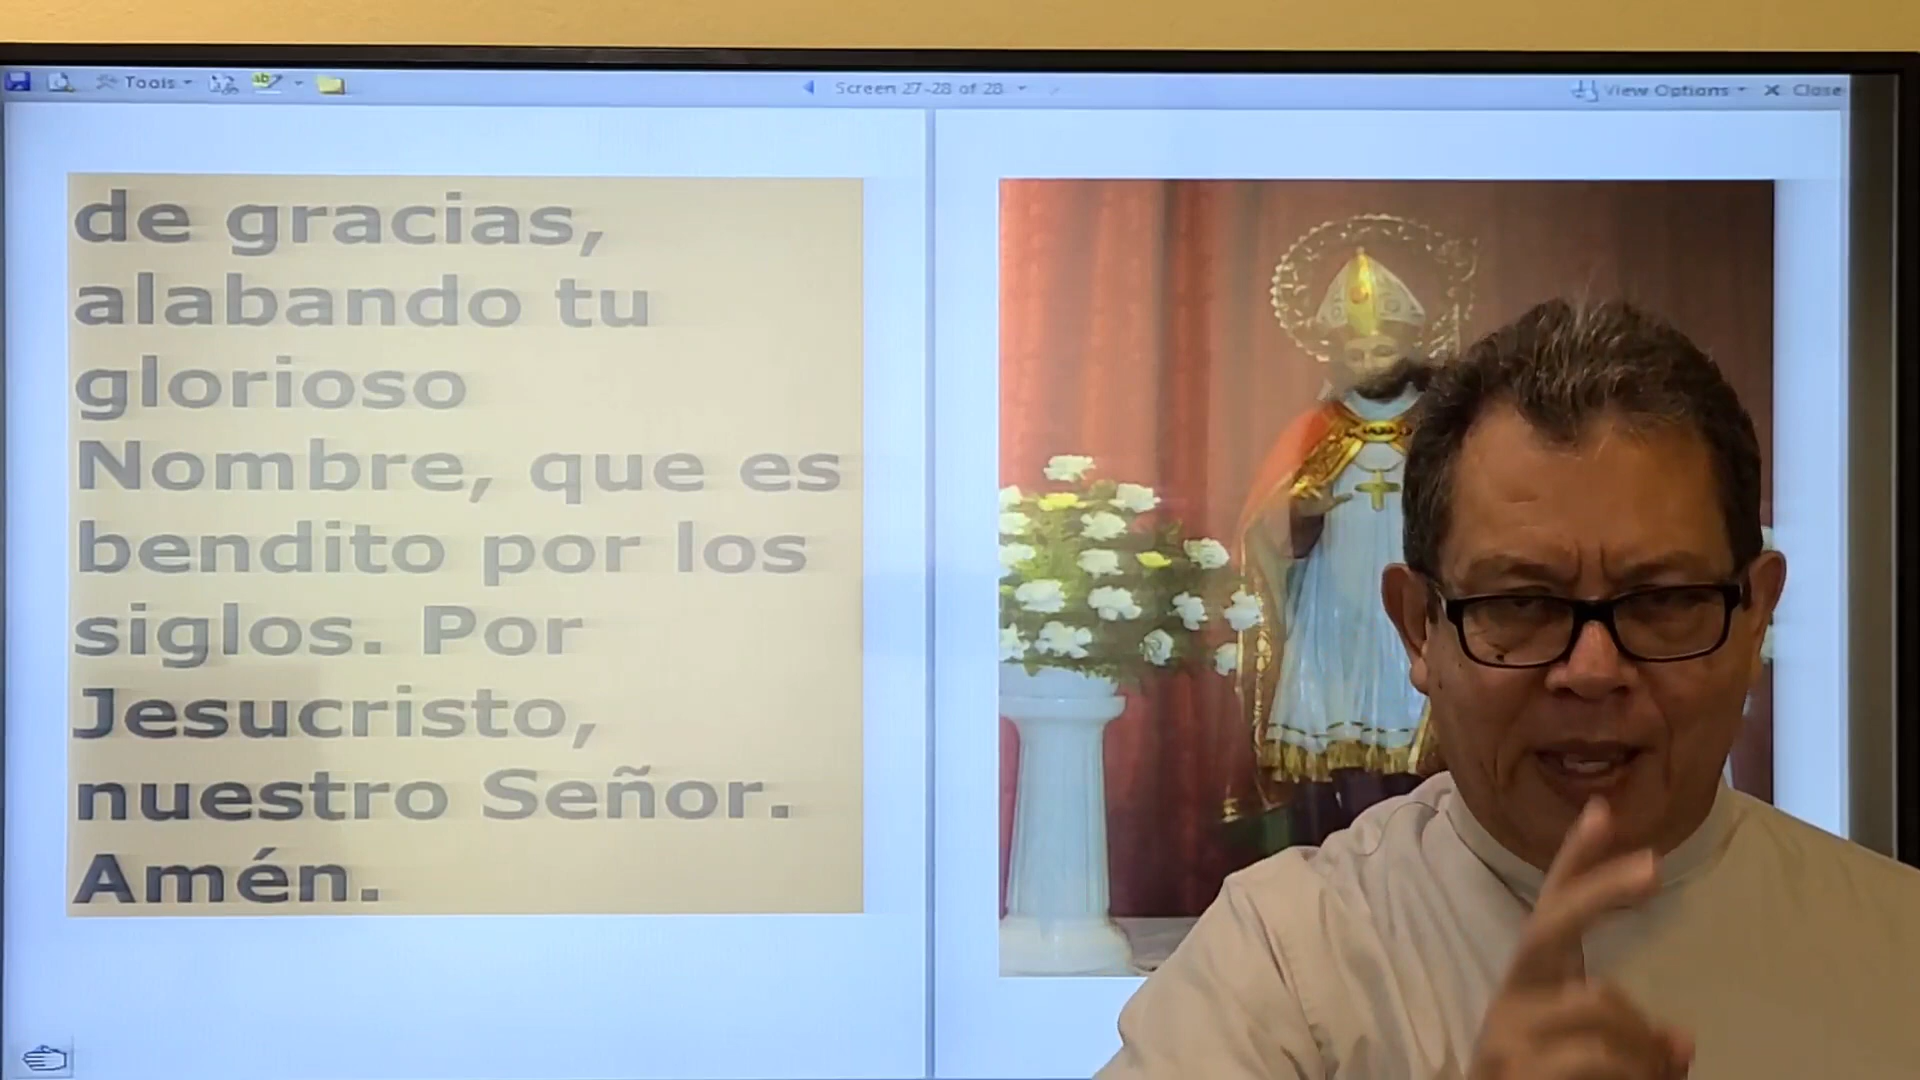 Tools
Screen 27-28 of 28
View Options
Close
de gracias,
alabando tu
glorioso
Nombre, que es
bendito por los
siglos. Por
Jesucristo,
nuestro Señor.
Amén.